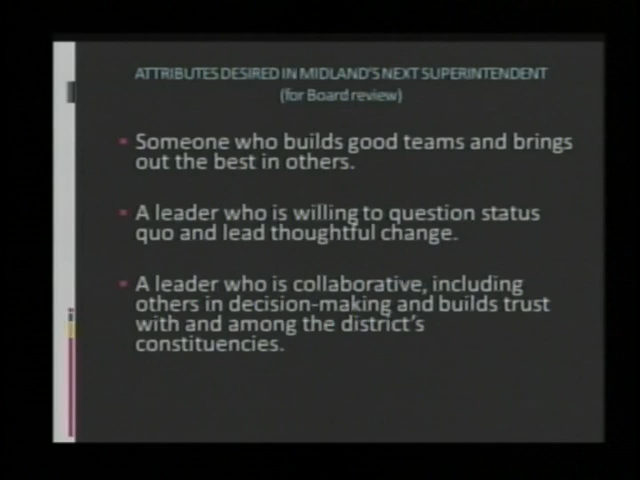 ATTRIBUTES DESIRED IN MIDLAND'S NEXT SUPERINTENDENT
(for Board review)
Someone who builds good teams and brings
out the best in others.
A leader who is willing to question status
quo and lead thoughtful change.
A leader who is collaborative, including
others in decision-making and builds trust
with and among the district's
constituencies.